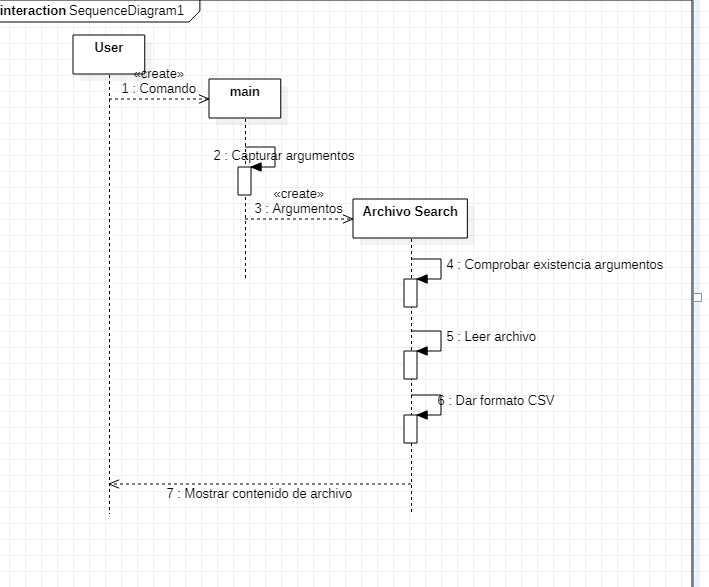 interaction SequenceDiagram1
User
«create»
1 : Comando
main
2 : Capturar argumentos
«create»
3 : Argumentos
Archivo Search
4 : Comprobar existencia argumentos
5 : Leer archivo
6 : Dar formato CSV
7 : Mostrar contenido de archivo